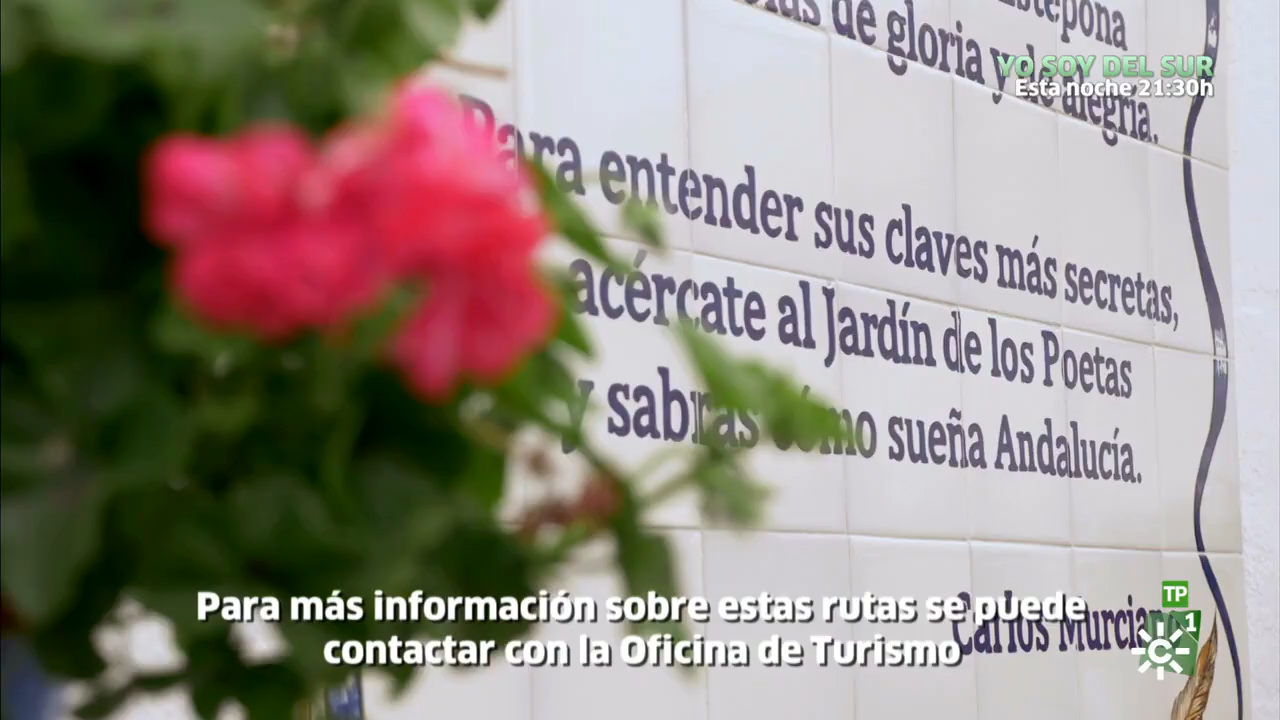 de gloria y de alegría.
YO SOY DEL SUR
Esta noche 21:30h
Para entender sus claves más secretas,
acércate al Jardín de los Poetas
y sabrás cómo sueña Andalucía.
Carlos Murciano
Para más información sobre estas rutas se puede
contactar con la Oficina de Turismo
TP
1